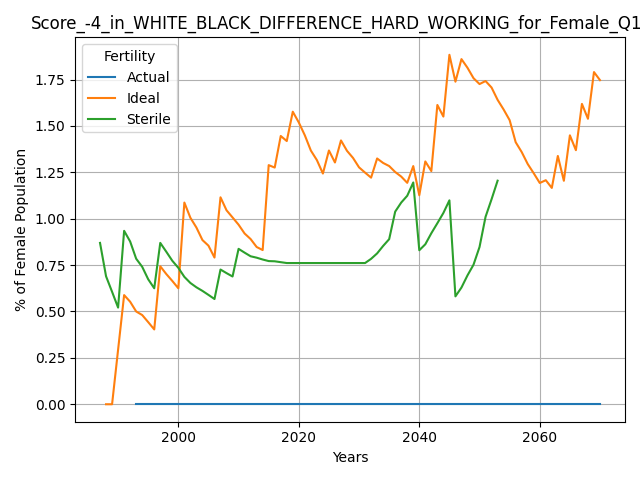 Score_-4_in_WHITE_BLACK_DIFFERENCE_HARD_WORKING_for_Female_Q1
Fertility
Actual
Ideal
Sterile
% of Female Population
1.75
1.50
1.25
1.00
0.75
0.50
0.25
0.00
2000 2020 2040 2060
Years